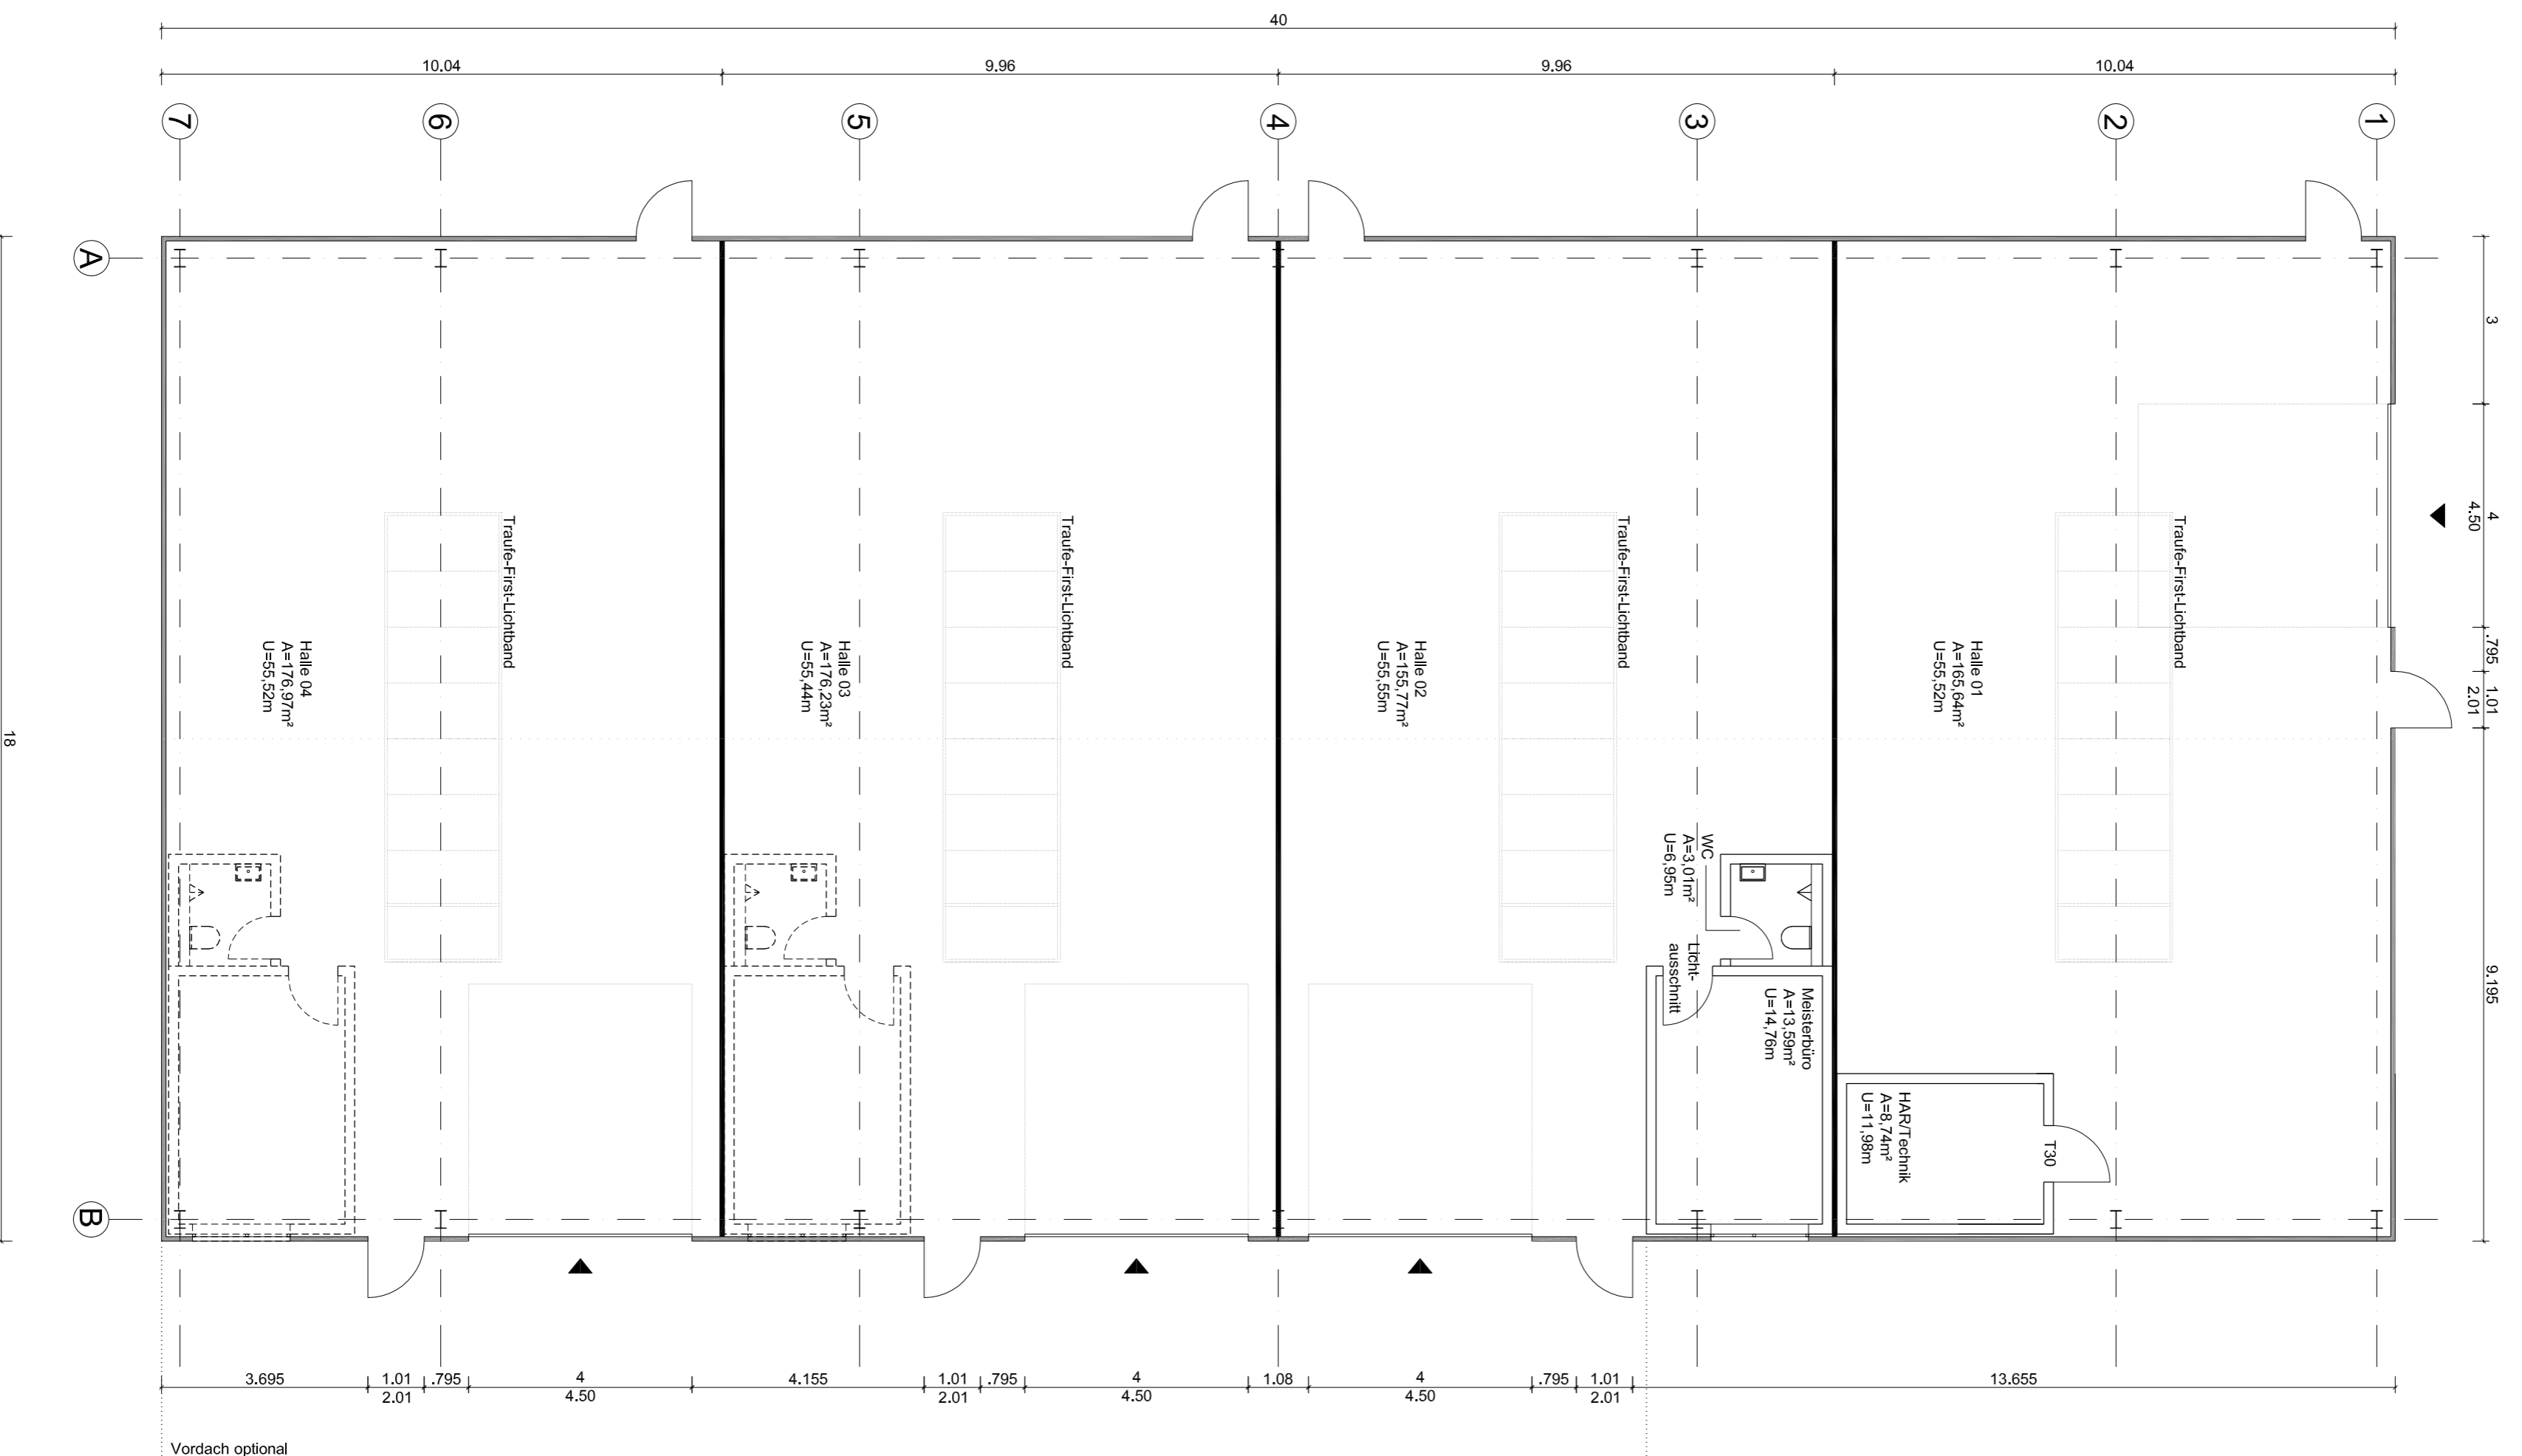 40
10.04
9.96
9.96
10.04
7
6
5
4
3
2
1
A
3
4
4.50
.795
1.01
2.01
9.195
18
Traufe-First-Lichtband
Traufe-First-Lichtband
Traufe-First-Lichtband
Traufe-First-Lichtband
Halle 04
A=176,97m²
U=55,52m
Halle 03
A=176,23m²
U=55,44m
Halle 02
A=155,77m²
U=55,55m
Halle 01
A=165,64m²
U=55,52m
WC
A=3,01m²
U=6,95m
Licht-
ausschnitt
Meisterbüro
A=13,59m²
U=14,76m
HAR/Technik
A=8,74m²
U=11,98m
T30
B
3.695
1.01
2.01
.795
4
4.50
4.155
1.01
2.01
.795
4
4.50
1.08
4
4.50
.795
1.01
2.01
13.655
Vordach optional